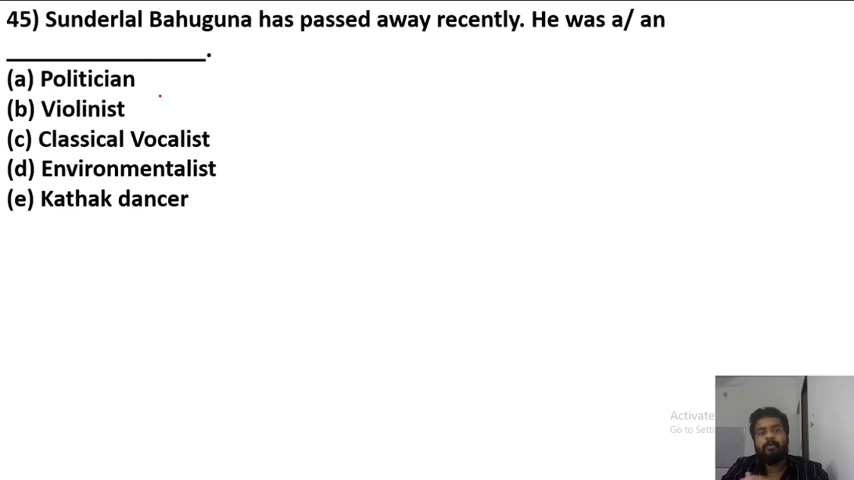 45) Sunderlal Bahuguna has passed away recently. He was a/ an
_________________.
(a) Politician
(b) Violinist
(c) Classical Vocalist
(d) Environmentalist
(e) Kathak dancer
Activate
Go to Setti